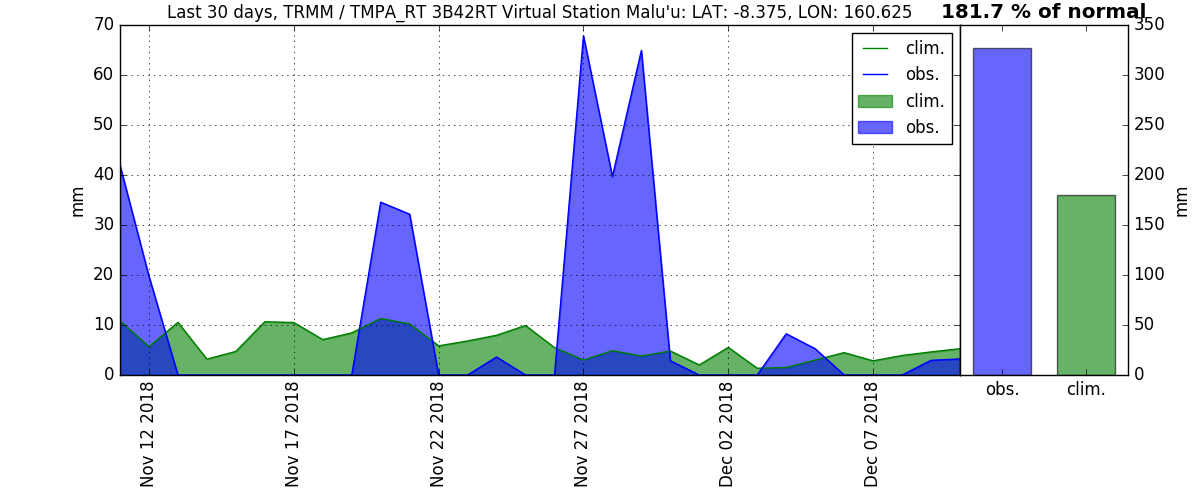 Last 30 days, TRMM / TMPA_RT 3B42RT Virtual Station Malu'u: LAT: -8.375, LON: 160.625
181.7 % of normal
70
60
50
40
30
20
10
0
mm
clim.
obs.
clim.
obs.
350
300
250
200
150
100
50
0
mm
Nov 12 2018
Nov 17 2018
Nov 22 2018
Nov 27 2018
Dec 02 2018
Dec 07 2018
obs.
clim.